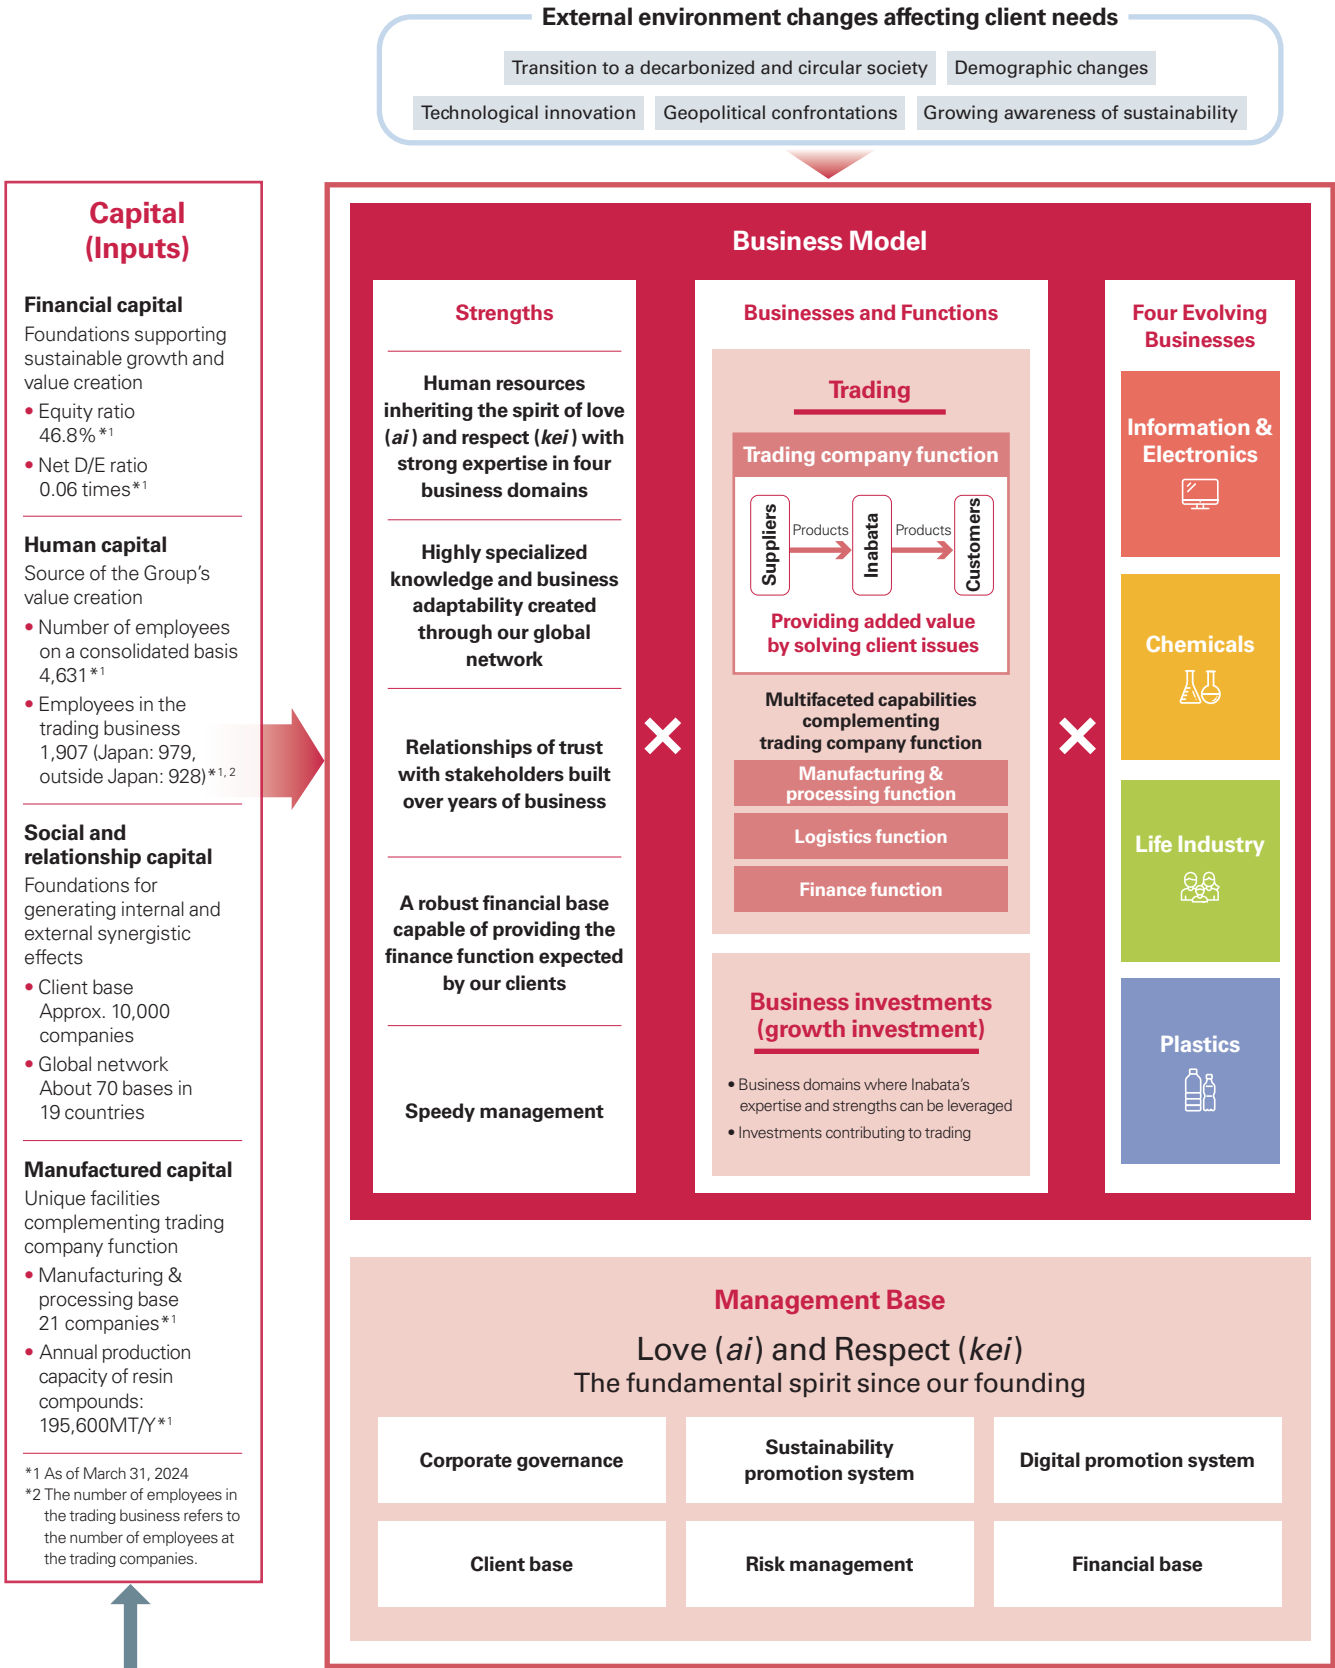 External environment changes affecting client needs
Transition to a decarbonized and circular society
Demographic changes
Technological innovation
Geopolitical confrontations
Growing awareness of sustainability
Capital
(Inputs)
Financial capital
Foundations supporting
sustainable growth and
value creation
• Equity ratio
46.8%*1
• Net D/E ratio
0.06 times*1
Human capital
Source of the Group's
value creation
• Number of employees
on a consolidated basis
4,631*1
• Employees in the
trading business
1,907 (Japan: 979,
outside Japan: 928)*1, 2
Social and
relationship capital
Foundations for
generating internal and
external synergistic
effects
• Client base
Approx. 10,000
companies
• Global network
About 70 bases in
19 countries
Manufactured capital
Unique facilities
complementing trading
company function
• Manufacturing &
processing base
21 companies*1
• Annual production
capacity of resin
compounds:
195,600MT/Y*1
*1 As of March 31, 2024
*2 The number of employees in
the trading business refers to
the number of employees at
the trading companies.
Business Model
Strengths
Human resources
inheriting the spirit of love
(ai) and respect (kei) with
strong expertise in four
business domains
Highly specialized
knowledge and business
adaptability created
through our global
network
Relationships of trust
with stakeholders built
over years of business
A robust financial base
capable of providing the
finance function expected
by our clients
Speedy management
×
Businesses and Functions
Trading
Trading company function
Suppliers
Products
Inabata
Products
Customers
Providing added value
by solving client issues
Multifaceted capabilities
complementing
trading company function
Manufacturing &
processing function
Logistics function
Finance function
Business investments
(growth investment)
• Business domains where Inabata's
expertise and strengths can be leveraged
• Investments contributing to trading
×
Four Evolving
Businesses
Information &
Electronics
Chemicals
Life Industry
Plastics
Management Base
Love (ai) and Respect (kei)
The fundamental spirit since our founding
Corporate governance
Sustainability
promotion system
Digital promotion system
Client base
Risk management
Financial base